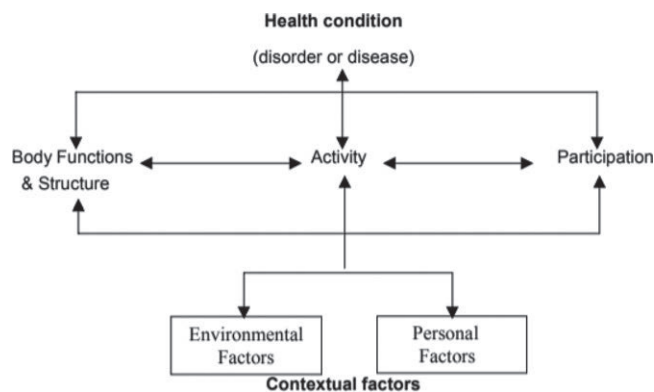 Health condition
(disorder or disease)
Body Functions
& Structure
Activity
Participation
Environmental
Factors
Personal
Factors
Contextual factors